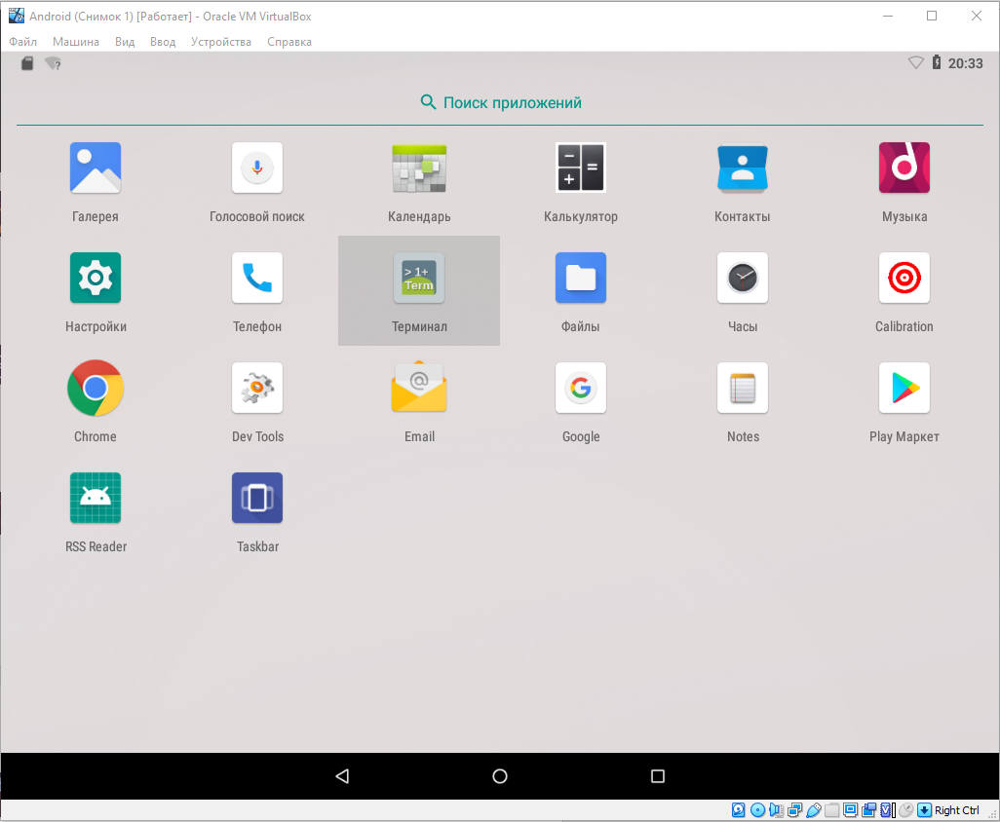 Android (Снимок 1) [Работает] - Oracle VM VirtualBox
Файл Машина Вид Ввод Устройства Справка
20:33
Поиск приложений
Галерея Голосовой поиск Календарь Калькулятор Контакты Музыка
> 1+
Term
Настройки Телефон Терминал Файлы Часы Calibration
Chrome Dev Tools Email Google Notes Play Маркет
RSS Reader Taskbar
Right Ctrl